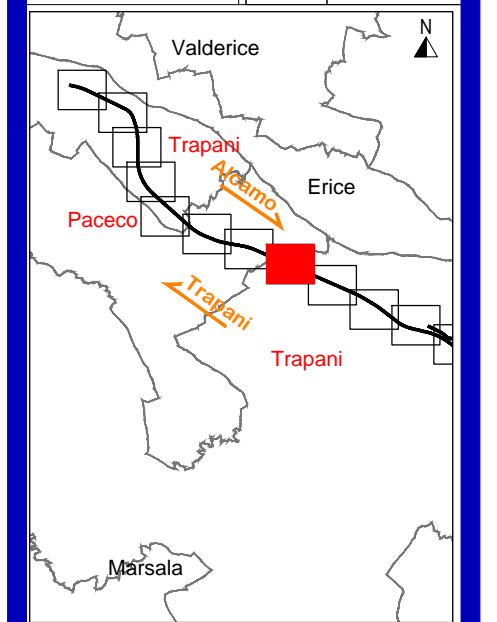 N
Valderice
Trapani
Alcamo
Erice
Paceco
Trapani
Trapani
Marsala